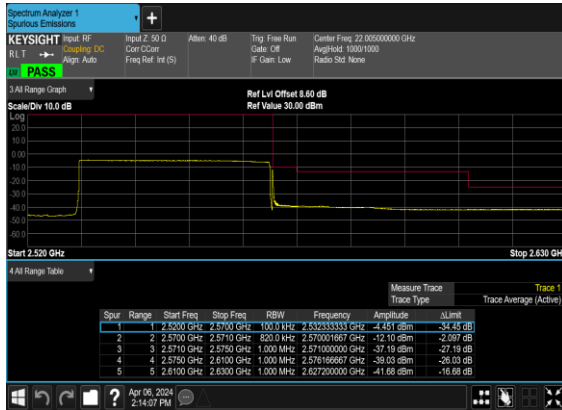 Spectrum Analyzer 1
Spurious Emissions
KEYSIGHT
RLT
LU
PASS
Input: RF
Coupling: DC
Align: Auto
Input Z: 50 Ω
Corr CCorr
Freq Ref: Int (S)
Atten: 40 dB
Trig: Free Run
Gate: Off
IF Gain: Low
Center Freq: 22.005000000 GHz
Avg|Hold: 1000/1000
Radio Std: None
3 All Range Graph
Scale/Div 10.0 dB
Ref Lvl Offset 8.60 dB
Ref Value 30.00 dBm
Log
20.0
10.0
0.00
-10.0
-20.0
-30.0
-40.0
-50.0
-60.0
Start 2.520 GHz
Stop 2.630 GH
4 All Range Table
Measure Trace Trace 1
Trace Type Trace Average (Active)
Spur Range Start Freq Stop Freq RBW Frequency Amplitude ΔLimit
1 1 2.5200 GHz 2.5700 GHz 100.0 kHz 2.532333333 GHz -4.451 dBm -34.45 dB
2 2 2.5700 GHz 2.5710 GHz 820.0 kHz 2.570001667 GHz -12.10 dBm -2.097 dB
3 3 2.5710 GHz 2.5750 GHz 1.000 MHz 2.571000000 GHz -37.19 dBm -27.19 dB
4 4 2.5750 GHz 2.6100 GHz 1.000 MHz 2.576166667 GHz -39.03 dBm -26.03 dB
5 5 2.6100 GHz 2.6300 GHz 1.000 MHz 2.627200000 GHz -41.68 dBm -16.68 dB
Apr 06, 2024
2:14:07 PM